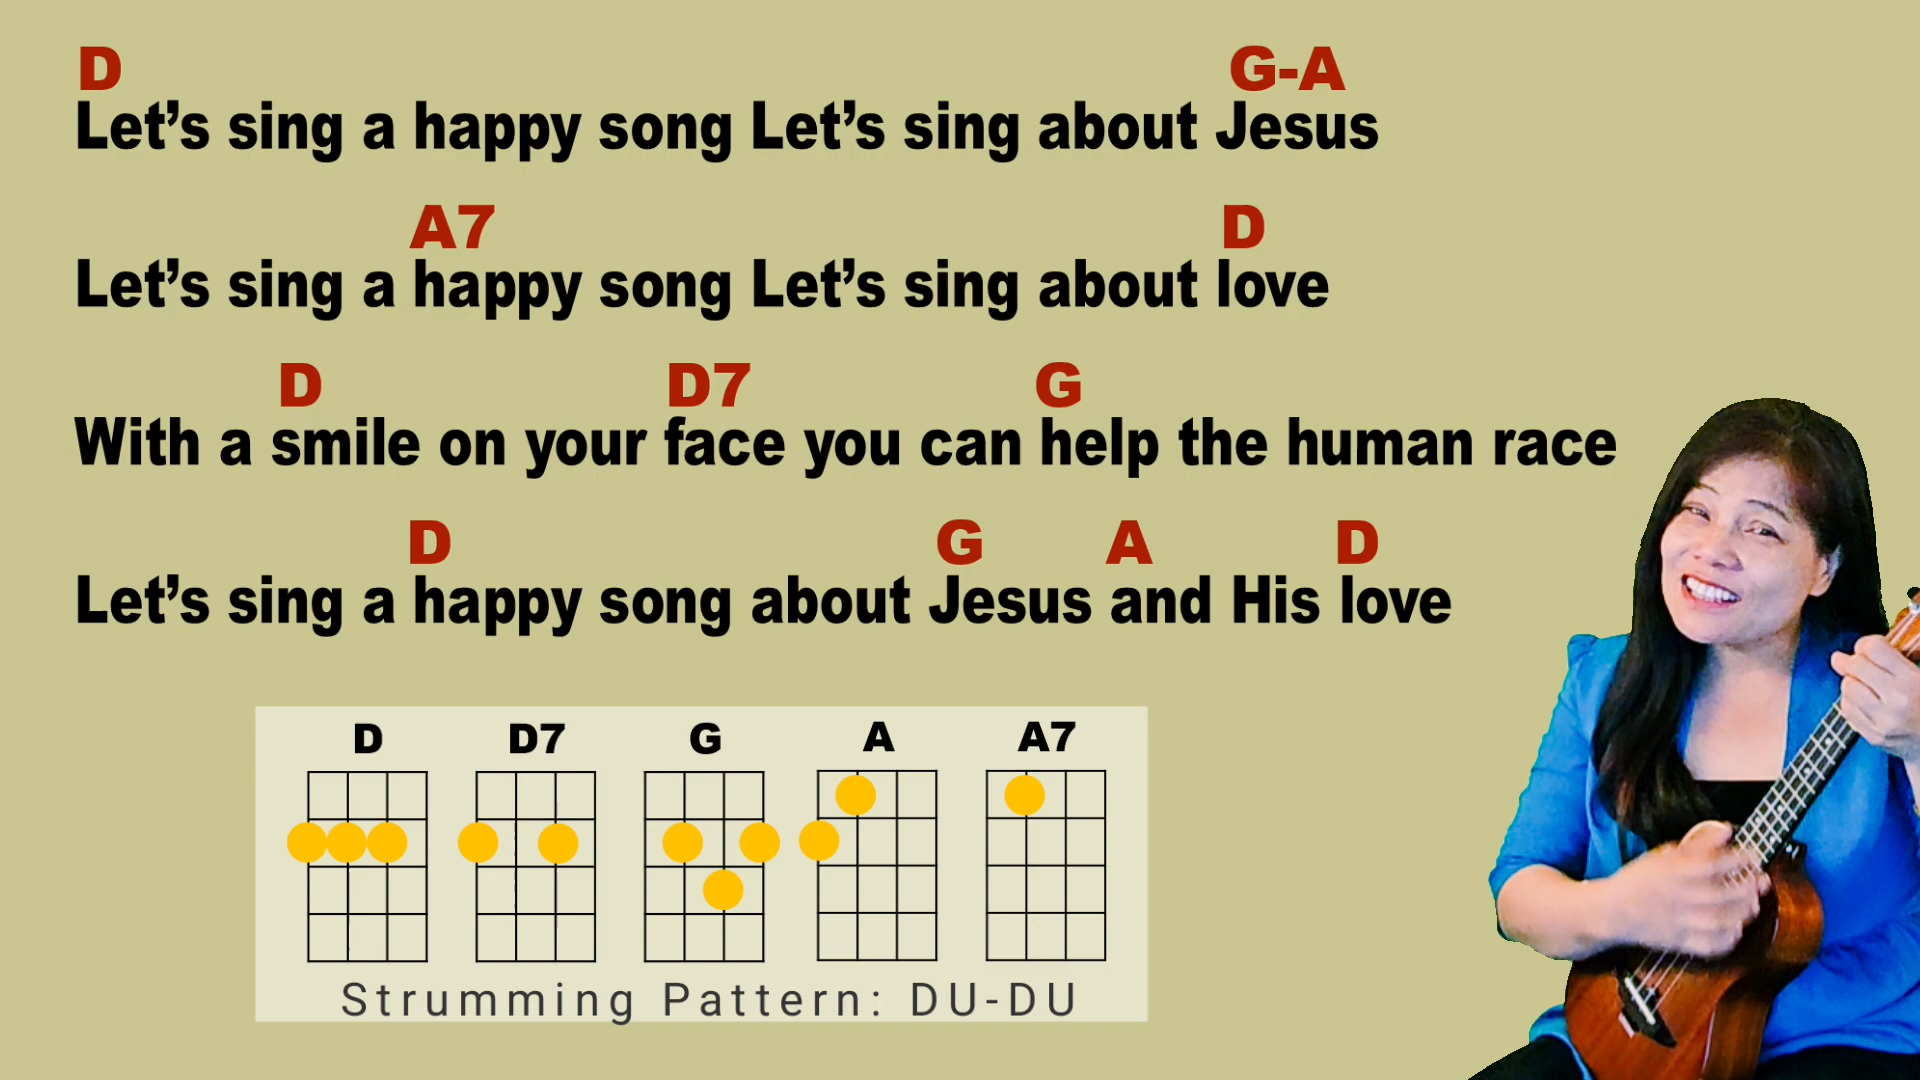 D G-A
Let's sing a happy song Let's sing about Jesus
A7 D
Let's sing a happy song Let's sing about love
D D7 G
With a smile on your face you can help the human race
D G A D
Let's sing a happy song about Jesus and His love
D D7 G A A7
Strumming Pattern: DU-DU